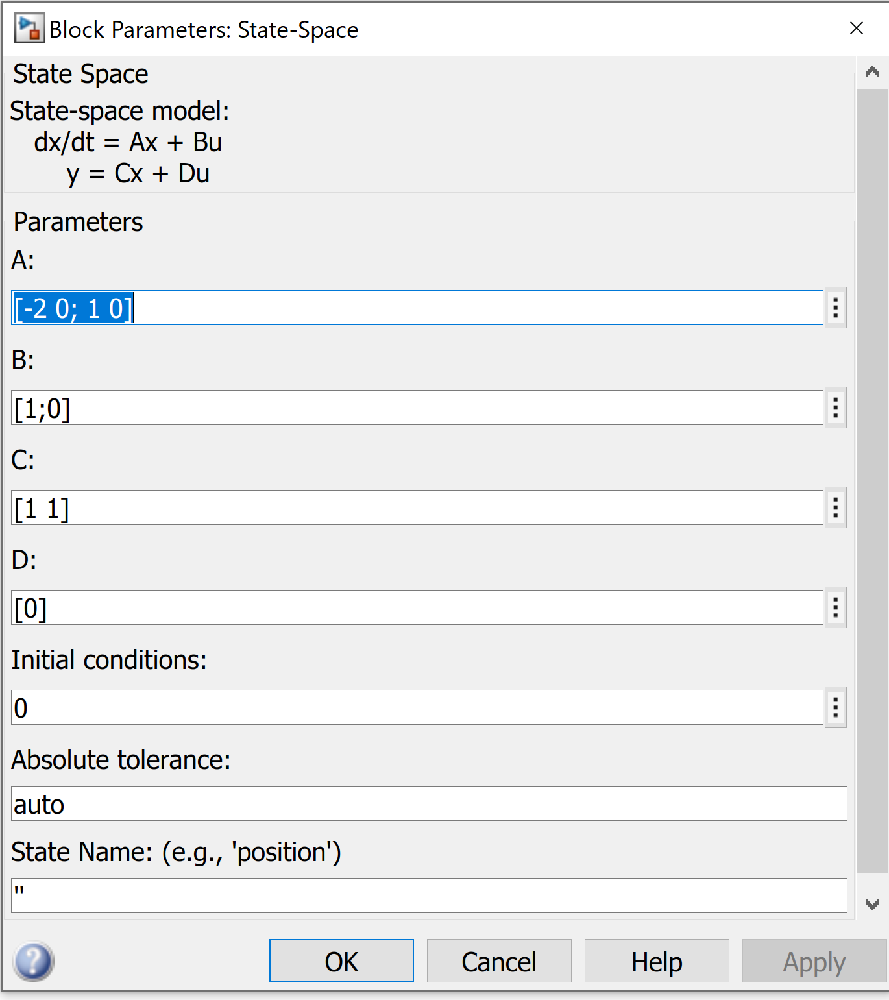 Block Parameters: State-Space
State Space
State-space model:
dx/dt = Ax + Bu
y = Cx + Du
Parameters
A:
[-2 0; 1 0]
B:
[1;0]
C:
[1 1]
D:
[0]
Initial conditions:
0
Absolute tolerance:
auto
State Name: (e.g., 'position')
''
OK Cancel Help Apply